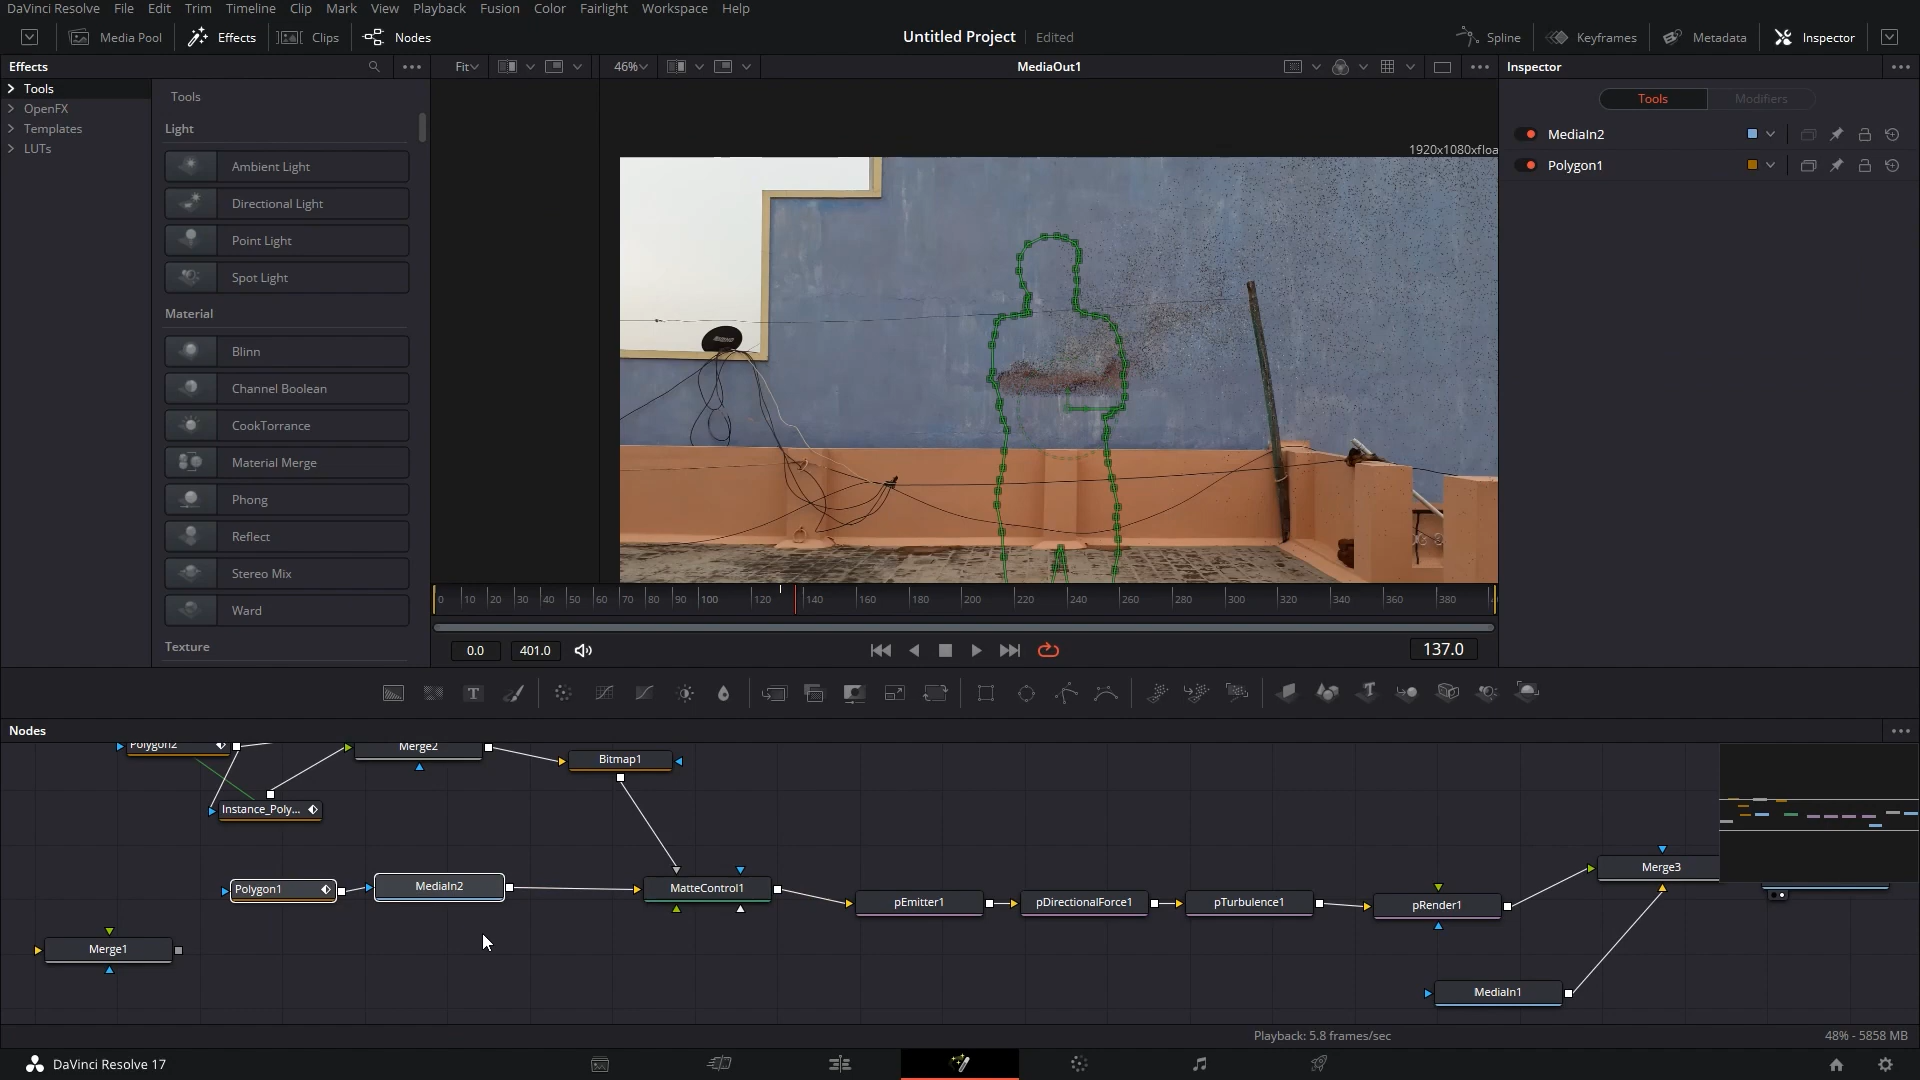 DaVinci Resolve File Edit Trim Timeline Clip Mark View Playback Fusion Color Fairlight Workspace Help
Media Pool Effects Clips Nodes Untitled Project Edited Spline Keyframes Metadata Inspector
Effects Fit 46% MediaOut1 Inspector
Tools
OpenFX
Templates
LUTs
Tools
Light
Ambient Light
Directional Light
Point Light
Spot Light
Material
Blinn
Channel Boolean
CookTorrance
Material Merge
Phong
Reflect
Stereo Mix
Ward
Texture
1920x1080xfloa
Tools Modifiers
MediaIn2
Polygon1
0 10 20 30 40 50 60 70 80 90 100 120 140 160 180 200 220 240 260 280 300 320 340 360 380
0.0 401.0 137.0
T T
Nodes
Polygon2 Merge2 Bitmap1
Instance_Poly...
Polygon1 MediaIn2 MatteControl1 pEmitter1 pDirectionalForce1 pTurbulence1 pRender1 Merge3
Merge1 MediaIn1
Playback: 5.8 frames/sec 48% - 5858 MB
DaVinci Resolve 17